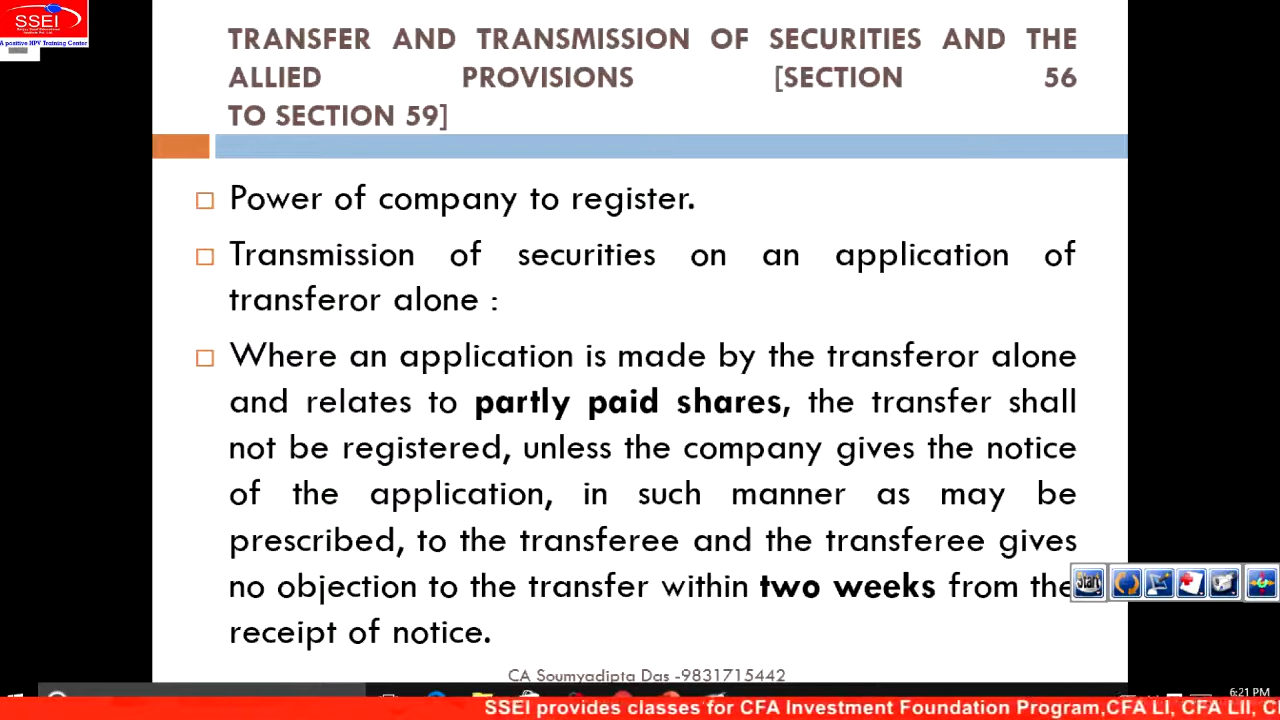 SSEI
A positive NPV Training Center
TRANSFER AND TRANSMISSION OF SECURITIES AND THE
ALLIED PROVISIONS [SECTION 56
TO SECTION 59]
Power of company to register.
Transmission of securities on an application of
transferor alone :
Where an application is made by the transferor alone
and relates to partly paid shares, the transfer shall
not be registered, unless the company gives the notice
of the application, in such manner as may be
prescribed, to the transferee and the transferee gives
no objection to the transfer within two weeks from the
receipt of notice.
Start
CA Soumyadipta Das -9831715442
6:21 PM
SSEI provides classes for CFA Investment Foundation Program,CFA LI, CFA LII, C